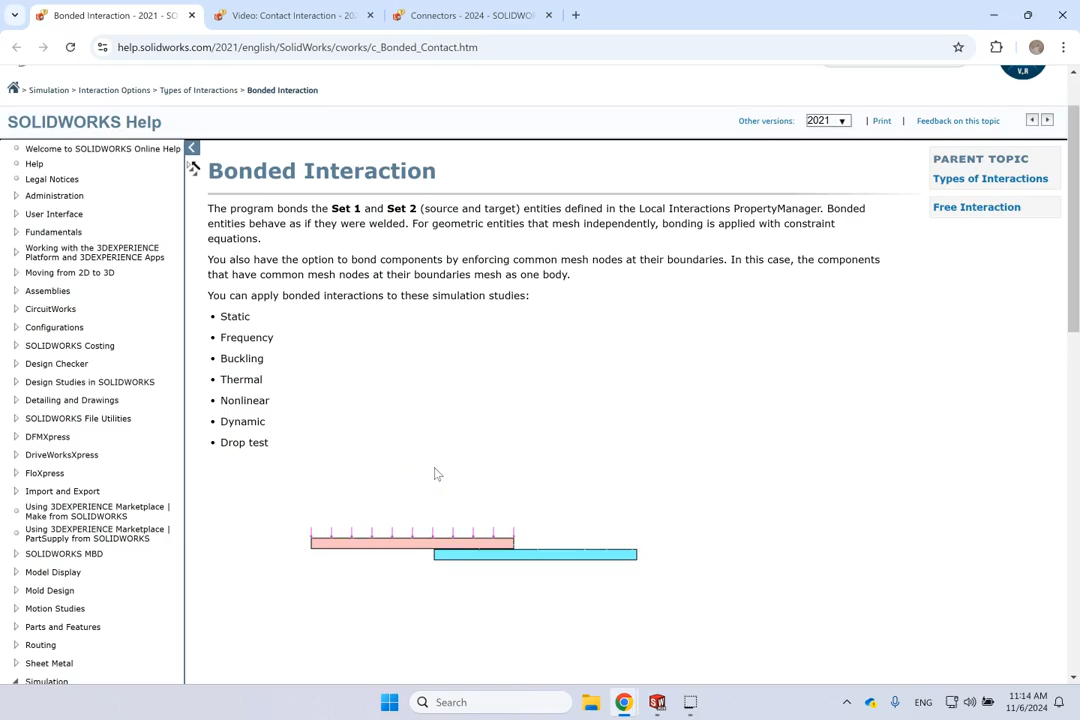 Bonded Interaction - 2021 - SO
Video: Contact Interaction - 202
Connectors - 2024 - SOLIDWOR
help.solidworks.com/2021/english/SolidWorks/cworks/c_Bonded_Contact.htm
V,R
> Simulation > Interaction Options > Types of Interactions > Bonded Interaction
SOLIDWORKS Help
Other versions: 2021 | Print | Feedback on this topic
Welcome to SOLIDWORKS Online Help
Help
Legal Notices
Administration
User Interface
Fundamentals
Working with the 3DEXPERIENCE
Platform and 3DEXPERIENCE Apps
Moving from 2D to 3D
Assemblies
CircuitWorks
Configurations
SOLIDWORKS Costing
Design Checker
Design Studies in SOLIDWORKS
Detailing and Drawings
SOLIDWORKS File Utilities
DFMXpress
DriveWorksXpress
FloXpress
Import and Export
Using 3DEXPERIENCE Marketplace |
Make from SOLIDWORKS
Using 3DEXPERIENCE Marketplace |
PartSupply from SOLIDWORKS
SOLIDWORKS MBD
Model Display
Mold Design
Motion Studies
Parts and Features
Routing
Sheet Metal
Simulation
Bonded Interaction
The program bonds the Set 1 and Set 2 (source and target) entities defined in the Local Interactions PropertyManager. Bonded
entities behave as if they were welded. For geometric entities that mesh independently, bonding is applied with constraint
equations.
You also have the option to bond components by enforcing common mesh nodes at their boundaries. In this case, the components
that have common mesh nodes at their boundaries mesh as one body.
You can apply bonded interactions to these simulation studies:
• Static
• Frequency
• Buckling
• Thermal
• Nonlinear
• Dynamic
• Drop test
PARENT TOPIC
Types of Interactions
Free Interaction
Search
ENG
11:14 AM
11/6/2024